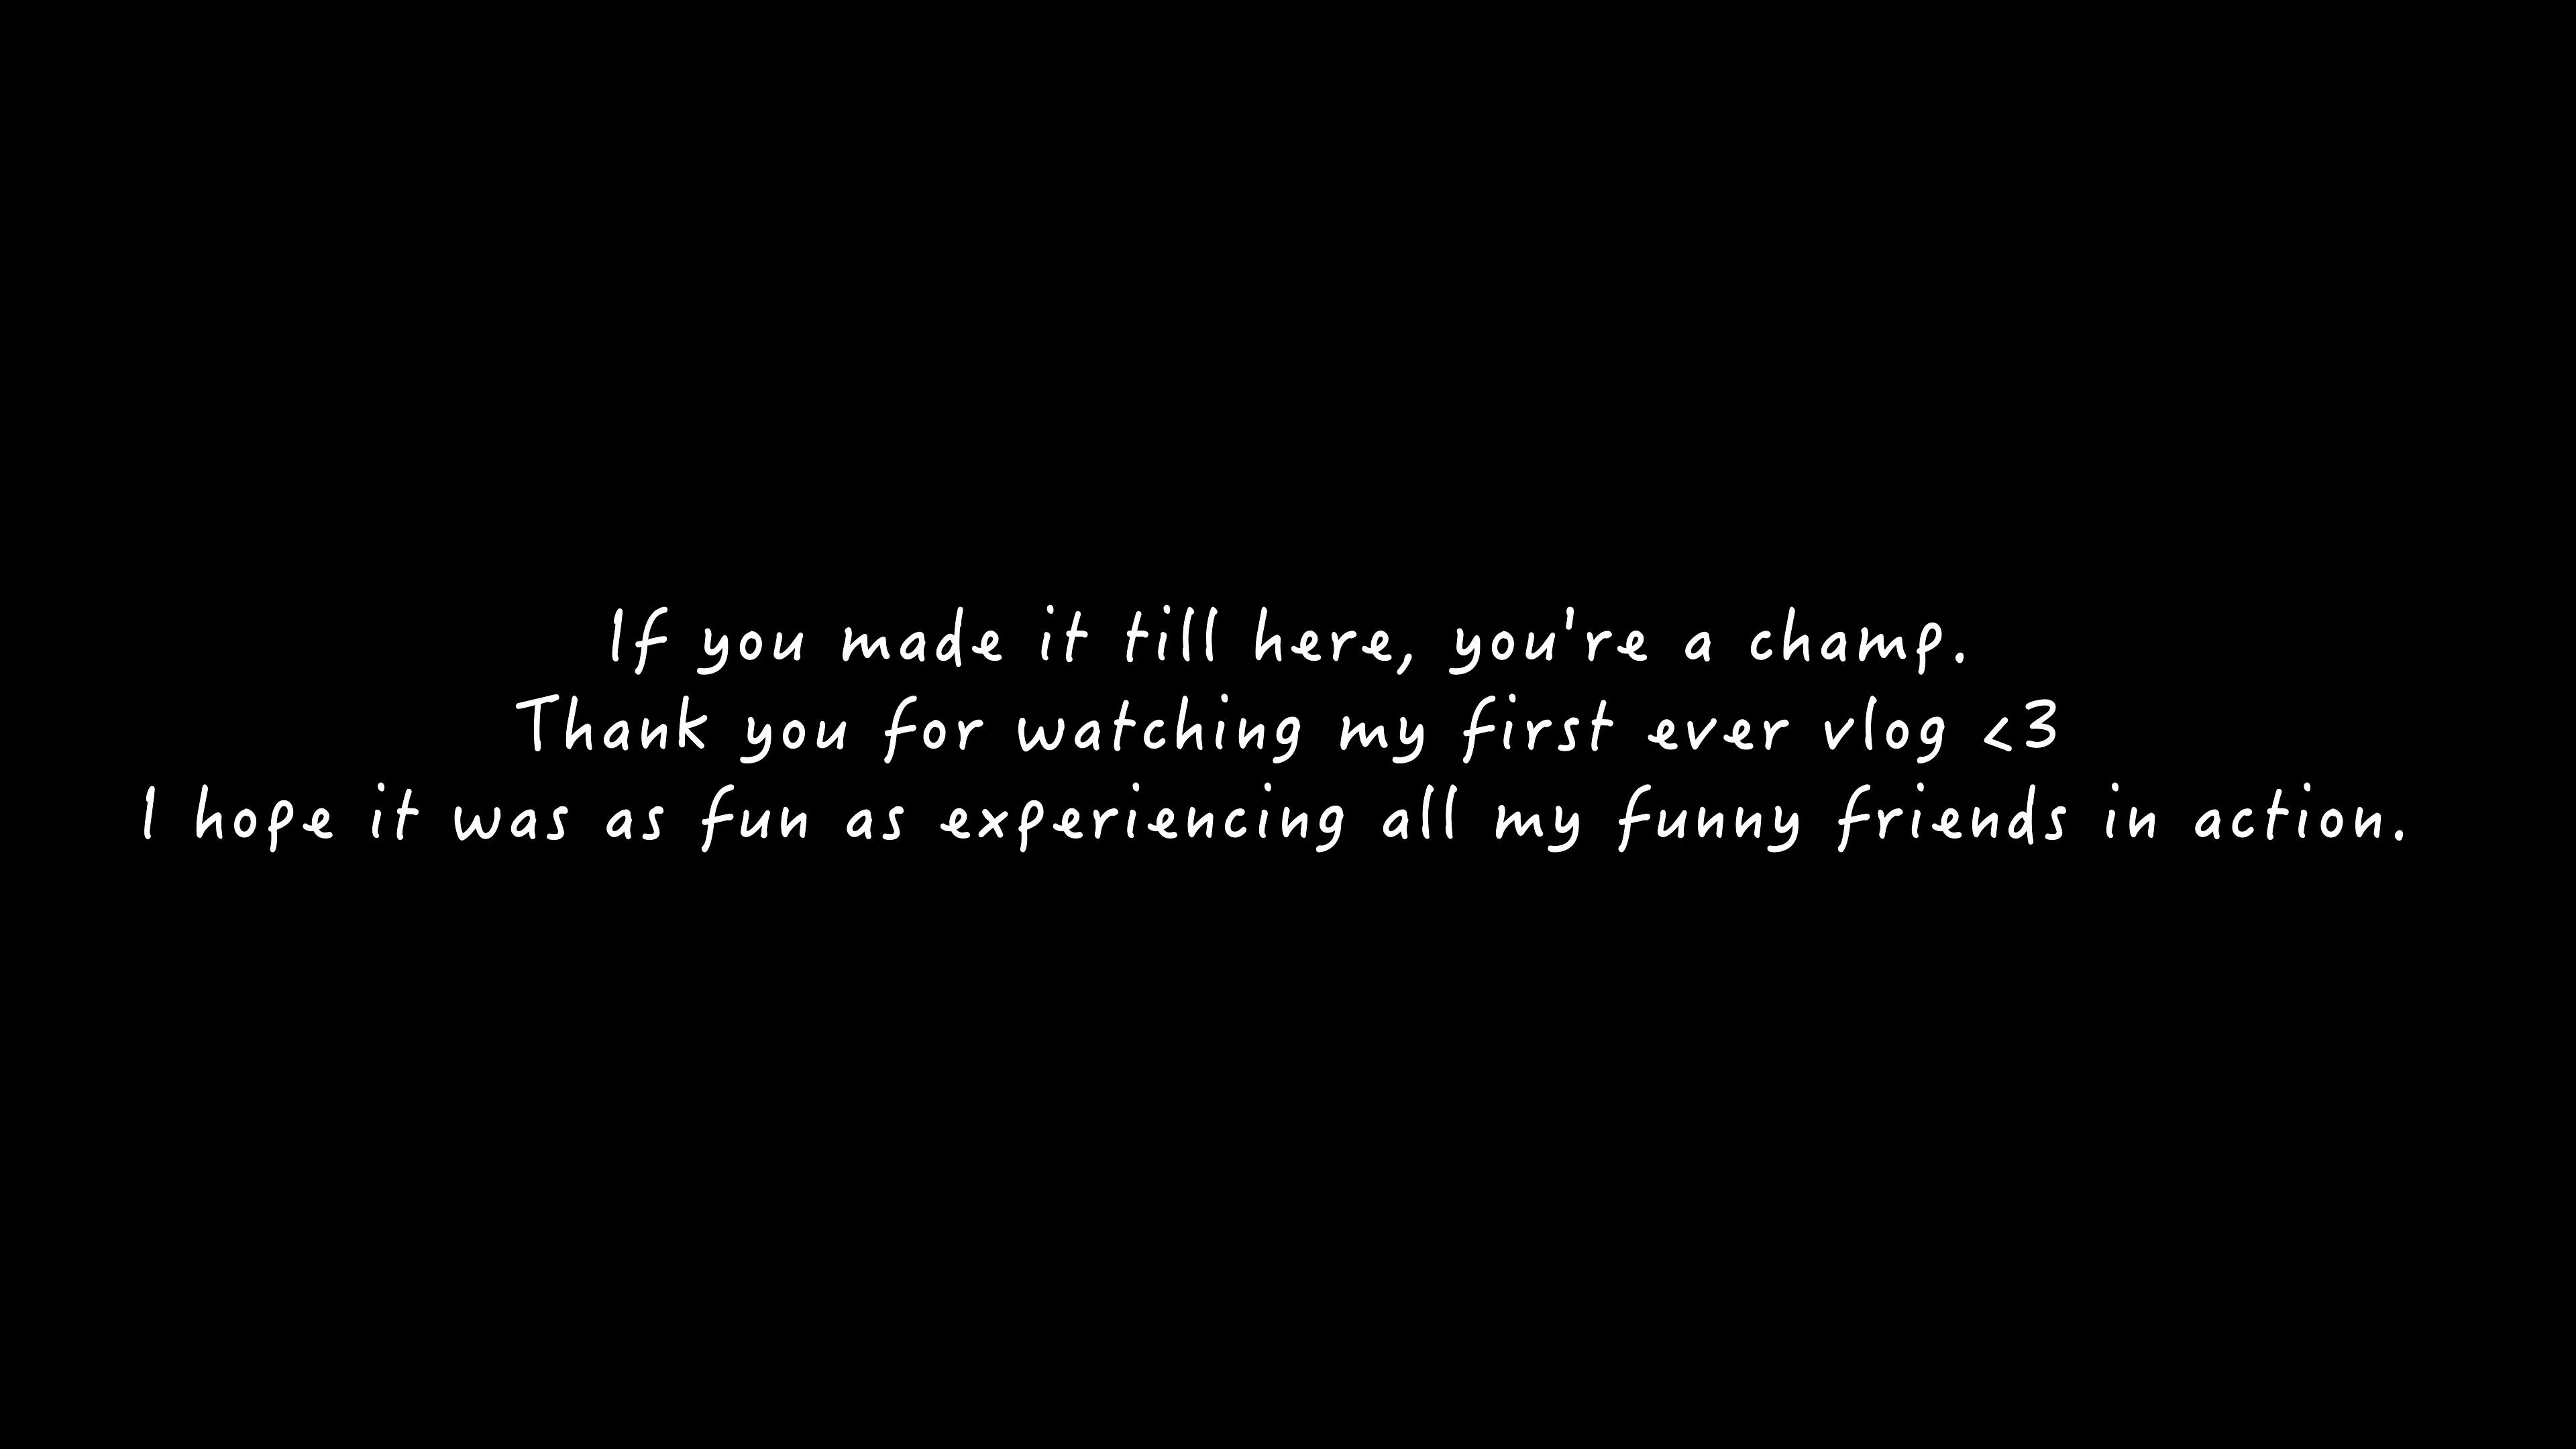 If you made it till here, you're a champ.
Thank you for watching my first ever vlog <3
I hope it was as fun as experiencing all my funny friends in action.